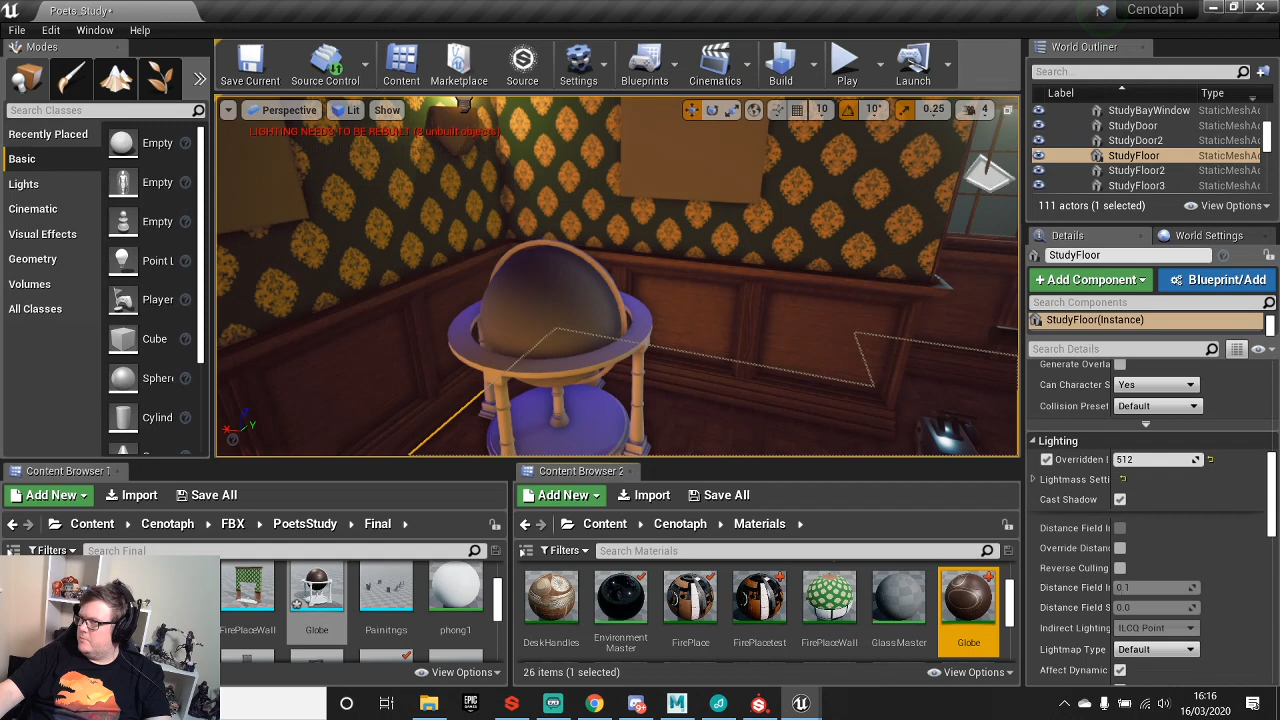 Poets_Study*
Cenotaph
File Edit Window Help
Modes
Search Classes
Recently Placed
Basic
Lights
Cinematic
Visual Effects
Geometry
Volumes
All Classes
Empty
Empty
Empty
Point L
Player
Cube
Spher
Cylind
Save Current
Source Control
Content
Marketplace
Source
Settings
Blueprints
Cinematics
Build
Play
Launch
Perspective
Lit
Show
10
10°
0.25
4
LIGHTING NEEDS TO BE REBUILT (2 unbuilt objects)
X
Z
Y
World Outliner
Search...
Label Type
StudyBayWindow StaticMeshAc
StudyDoor StaticMeshAc
StudyDoor2 StaticMeshAc
StudyFloor StaticMeshAc
StudyFloor2 StaticMeshAc
StudyFloor3 StaticMeshAc
111 actors (1 selected) View Options
Details World Settings
StudyFloor
+ Add Component Blueprint/Add
Search Components
StudyFloor(Instance)
Search Details
Generate Overla
Can Character S Yes
Collision Preset Default
Lighting
Overridden L 512
Lightmass Setti
Cast Shadow
Distance Field In
Override Distan
Reverse Culling
Distance Field I 0.1
Distance Field S 0.0
Indirect Lighting ILCQ Point
Lightmap Type Default
Affect Dynamic
Content Browser 1
Add New Import Save All
Content Cenotaph FBX PoetsStudy Final
Filters Search Final
FirePlaceWall
Globe
Painitngs
phong1
View Options
Content Browser 2
Add New Import Save All
Content Cenotaph Materials
Filters Search Materials
DeskHandles
Environment
Master
FirePlace
FirePlacetest
FirePlaceWall
GlassMaster
Globe
26 items (1 selected) View Options
16:16
16/03/2020